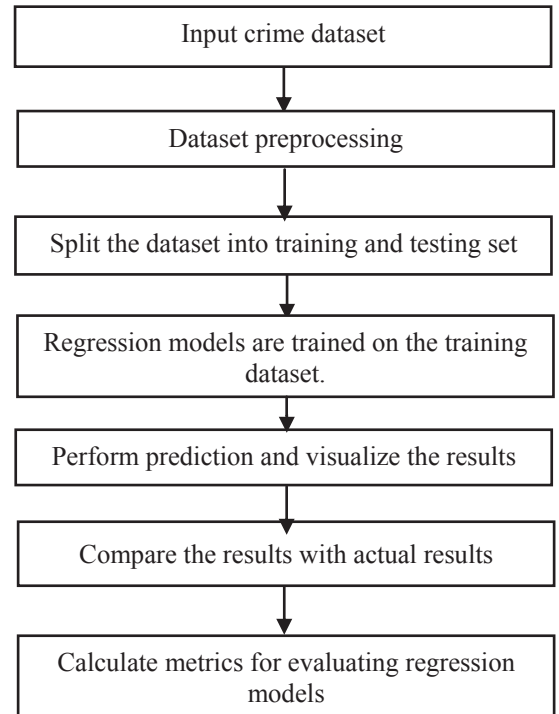 Input crime dataset
Dataset preprocessing
Split the dataset into training and testing set
Regression models are trained on the training
dataset.
Perform prediction and visualize the results
Compare the results with actual results
Calculate metrics for evaluating regression
models